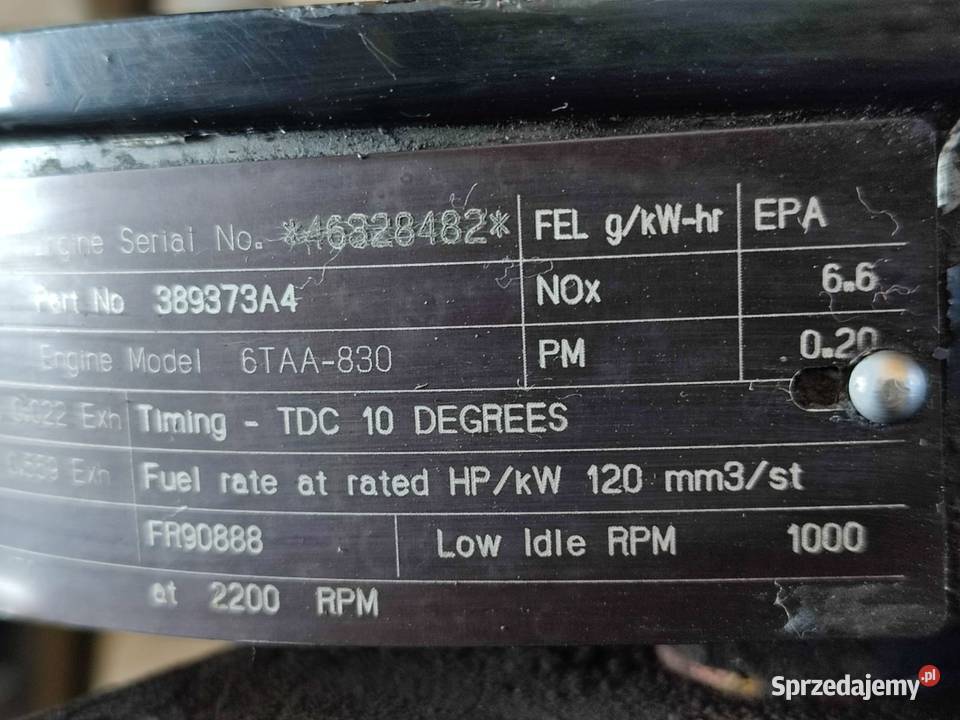 Engine Serial No. *46328482* FEL g/kW-hr EPA
Part No 389373A4 NOx 6.6
Engine Model 6TAA-830 PM 0.20
Exh Timing - TDC 10 DEGREES
Exh Fuel rate at rated HP/kW 120 mm3/st
FR90888 Low Idle RPM 1000
at 2200 RPM
Sprzedajemy.pl